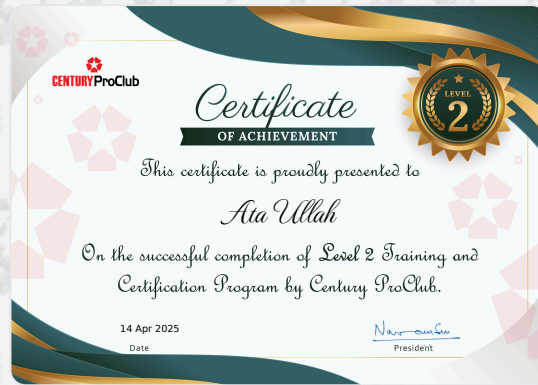 CENTURY ProClub
LEVEL
2
Certificate
OF ACHIEVEMENT
This certificate is proudly presented to
Ata Ullah
On the successful completion of Level 2 Training and
Certification Program by Century ProClub.
14 Apr 2025
Date
President